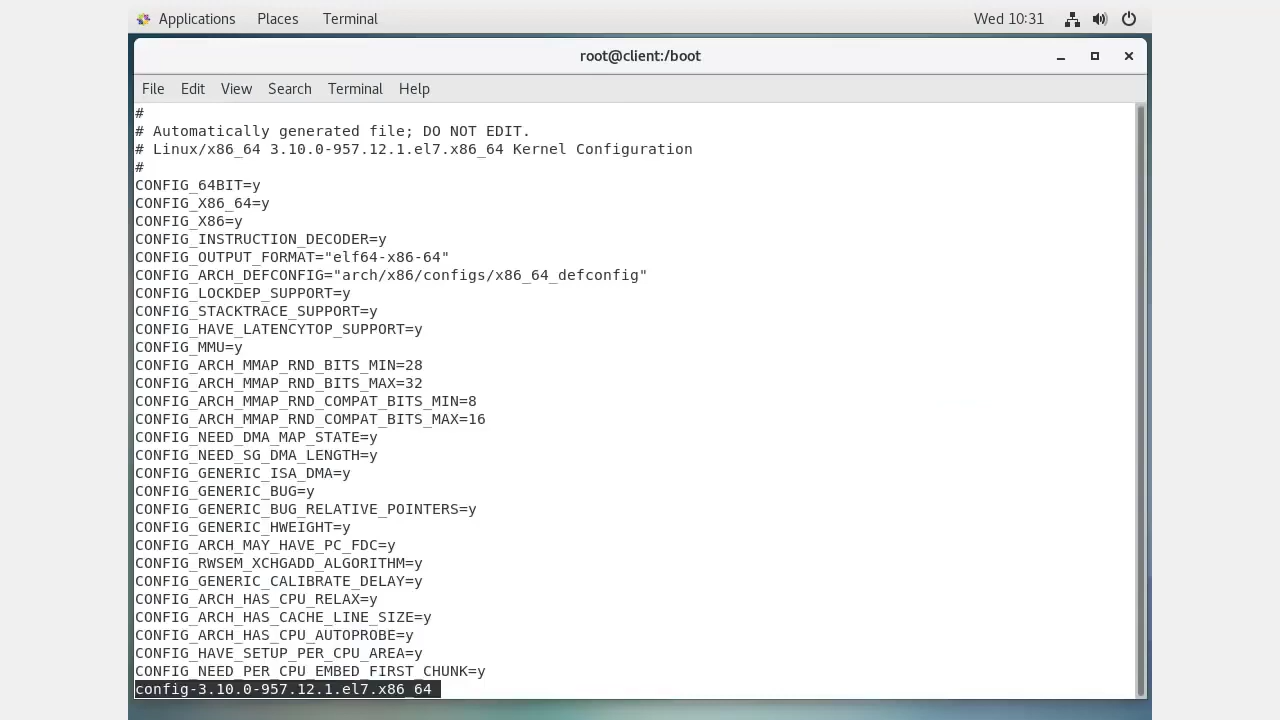 Applications Places Terminal Wed 10:31
root@client:/boot
File Edit View Search Terminal Help
#
# Automatically generated file; DO NOT EDIT.
# Linux/x86_64 3.10.0-957.12.1.el7.x86_64 Kernel Configuration
#
CONFIG_64BIT=y
CONFIG_X86_64=y
CONFIG_X86=y
CONFIG_INSTRUCTION_DECODER=y
CONFIG_OUTPUT_FORMAT="elf64-x86-64"
CONFIG_ARCH_DEFCONFIG="arch/x86/configs/x86_64_defconfig"
CONFIG_LOCKDEP_SUPPORT=y
CONFIG_STACKTRACE_SUPPORT=y
CONFIG_HAVE_LATENCYTOP_SUPPORT=y
CONFIG_MMU=y
CONFIG_ARCH_MMAP_RND_BITS_MIN=28
CONFIG_ARCH_MMAP_RND_BITS_MAX=32
CONFIG_ARCH_MMAP_RND_COMPAT_BITS_MIN=8
CONFIG_ARCH_MMAP_RND_COMPAT_BITS_MAX=16
CONFIG_NEED_DMA_MAP_STATE=y
CONFIG_NEED_SG_DMA_LENGTH=y
CONFIG_GENERIC_ISA_DMA=y
CONFIG_GENERIC_BUG=y
CONFIG_GENERIC_BUG_RELATIVE_POINTERS=y
CONFIG_GENERIC_HWEIGHT=y
CONFIG_ARCH_MAY_HAVE_PC_FDC=y
CONFIG_RWSEM_XCHGADD_ALGORITHM=y
CONFIG_GENERIC_CALIBRATE_DELAY=y
CONFIG_ARCH_HAS_CPU_RELAX=y
CONFIG_ARCH_HAS_CACHE_LINE_SIZE=y
CONFIG_ARCH_HAS_CPU_AUTOPROBE=y
CONFIG_HAVE_SETUP_PER_CPU_AREA=y
CONFIG_NEED_PER_CPU_EMBED_FIRST_CHUNK=y
config-3.10.0-957.12.1.el7.x86_64